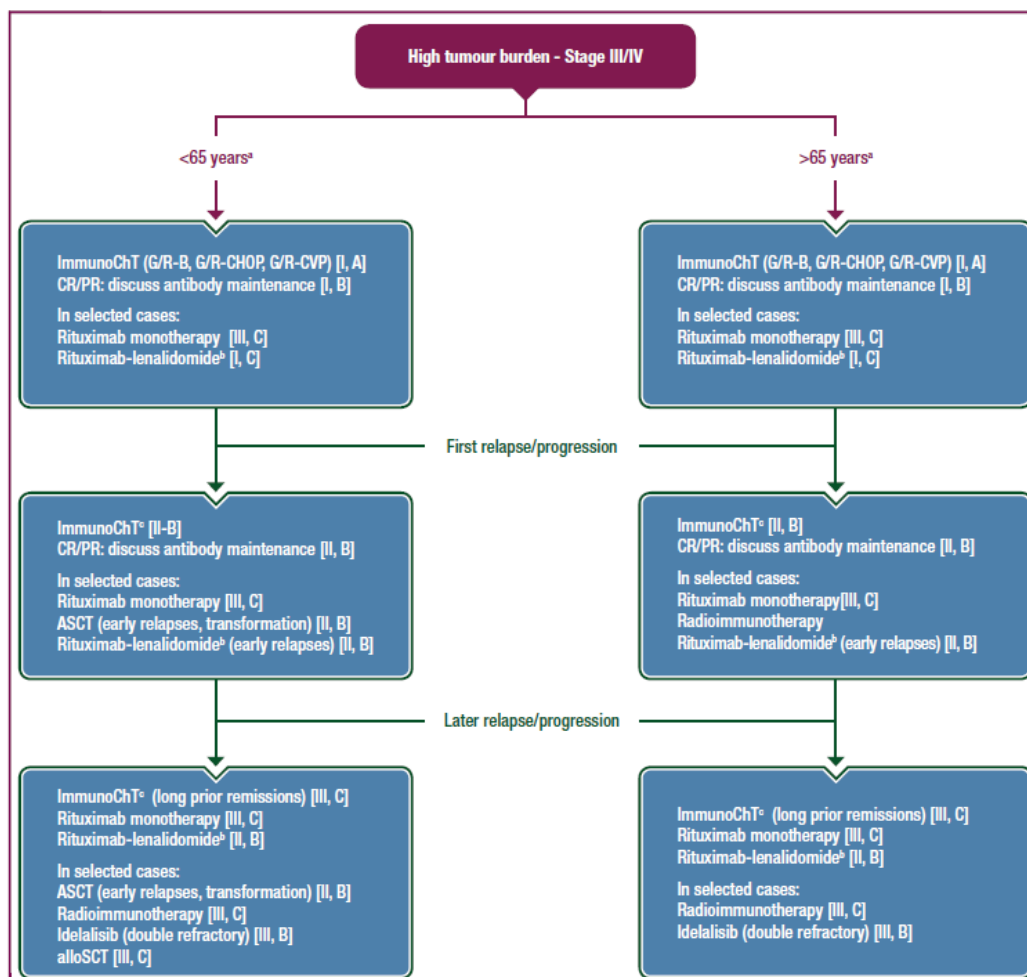 High tumour burden - Stage III/IV
<65 yearsᵃ
>65 yearsᵃ
ImmunoChT (G/R-B, G/R-CHOP, G/R-CVP) [I, A]
CR/PR: discuss antibody maintenance [I, B]
In selected cases:
Rituximab monotherapy [III, C]
Rituximab-lenalidomideᵇ [I, C]
ImmunoChT (G/R-B, G/R-CHOP, G/R-CVP) [I, A]
CR/PR: discuss antibody maintenance [I, B]
In selected cases:
Rituximab monotherapy [III, C]
Rituximab-lenalidomideᵇ [I, C]
First relapse/progression
ImmunoChTᶜ [II-B]
CR/PR: discuss antibody maintenance [II, B]
In selected cases:
Rituximab monotherapy [III, C]
ASCT (early relapses, transformation) [II, B]
Rituximab-lenalidomideᵇ (early relapses) [II, B]
ImmunoChTᶜ [II, B]
CR/PR: discuss antibody maintenance [II, B]
In selected cases:
Rituximab monotherapy[III, C]
Radioimmunotherapy
Rituximab-lenalidomideᵇ (early relapses) [II, B]
Later relapse/progression
ImmunoChTᶜ (long prior remissions) [III, C]
Rituximab monotherapy [III, C]
Rituximab-lenalidomideᵇ [II, B]
In selected cases:
ASCT (early relapses, transformation) [II, B]
Radioimmunotherapy [III, C]
Idelalisib (double refractory) [III, B]
alloSCT [III, C]
ImmunoChTᶜ (long prior remissions) [III, C]
Rituximab monotherapy [III, C]
Rituximab-lenalidomideᵇ [II, B]
In selected cases:
Radioimmunotherapy [III, C]
Idelalisib (double refractory) [III, B]